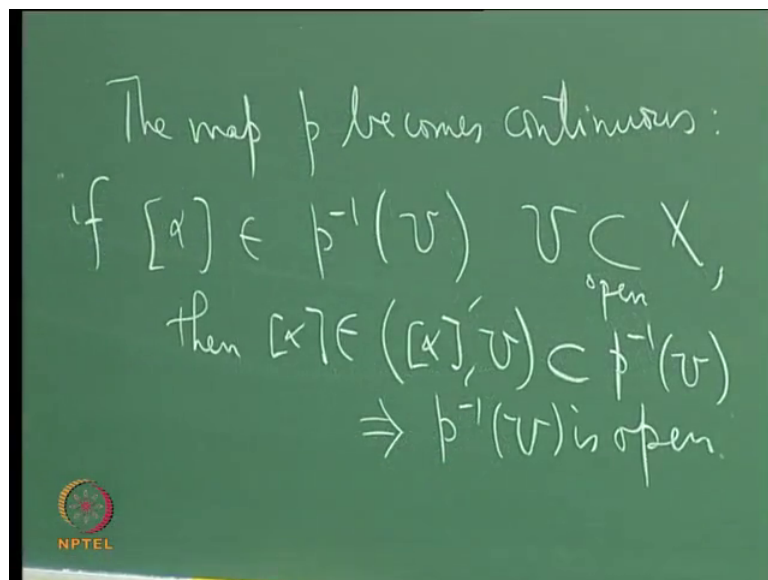 The map p becomes continuous:
if [α] ∈ p⁻¹(U) U ⊂ X,
open
then [α] ∈ ([α], U) ⊂ p⁻¹(U)
⇒ p⁻¹(U) is open.
NPTEL